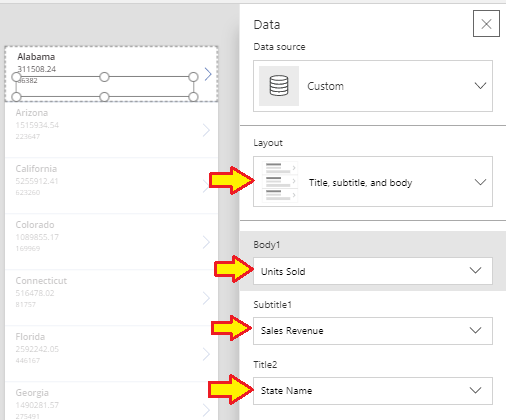 Alabama
311508.24
66382
Arizona
1515934.54
223647
California
5255912.41
623260
Colorado
1089855.17
169969
Connecticut
516478.02
81757
Florida
2592242.05
446167
Georgia
1490281.57
275491
Data
Data source
Custom
Layout
Title, subtitle, and body
Body1
Units Sold
Subtitle1
Sales Revenue
Title2
State Name